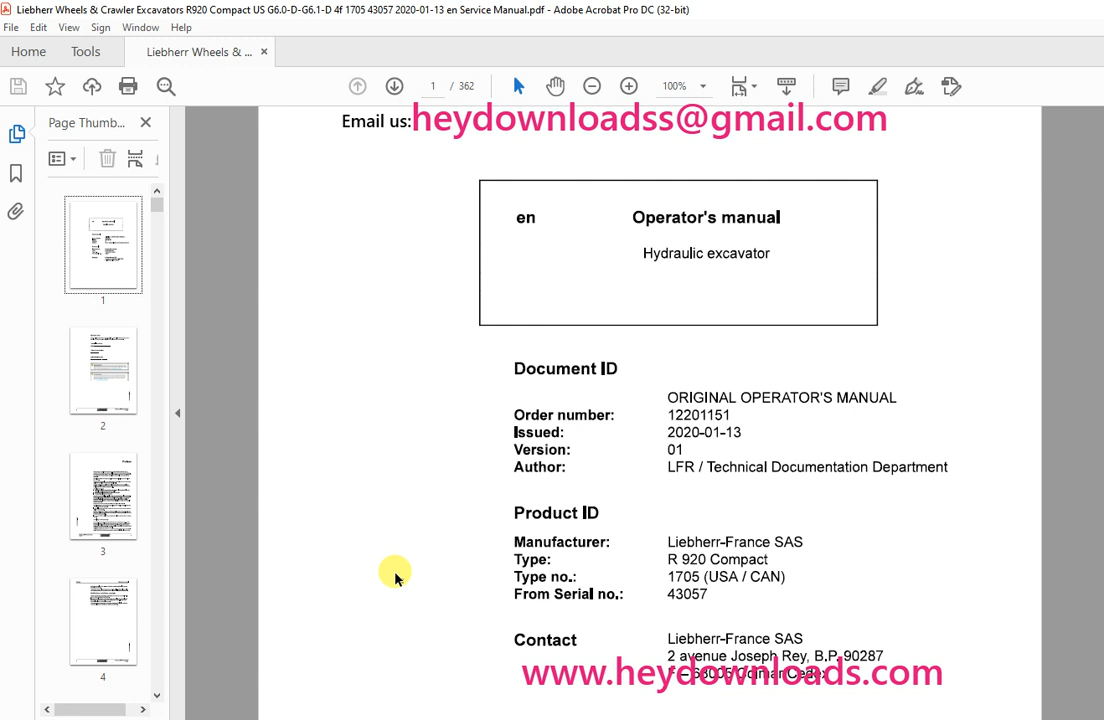 Liebherr Wheels & Crawler Excavators R920 Compact US G6.0-D-G6.1-D 4f 1705 43057 2020-01-13 en Service Manual.pdf - Adobe Acrobat Pro DC (32-bit)
File Edit View Sign Window Help
Home Tools Liebherr Wheels & ... ×
1 / 362 100%
Email us:heydownloadss@gmail.com
Page Thumb...
en Operator's manual
Hydraulic excavator
Document ID
ORIGINAL OPERATOR'S MANUAL
Order number: 12201151
Issued: 2020-01-13
Version: 01
Author: LFR / Technical Documentation Department
Product ID
Manufacturer: Liebherr-France SAS
Type: R 920 Compact
Type no.: 1705 (USA / CAN)
From Serial no.: 43057
Contact Liebherr-France SAS
2 avenue Joseph Rey, B.P. 90287
www.heydownloads.com
1
2
3
4